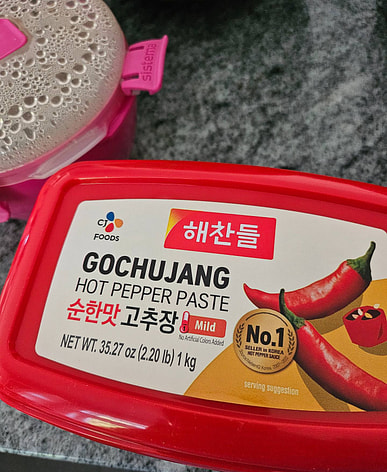 sistema
CJ
FOODS
해찬들
GOCHUJANG
HOT PEPPER PASTE
순한맛 고추장 Mild
No Artificial Colors Added
NET WT. 35.27 oz (2.20 lb) 1 kg
No.1
SELLER IN KOREA
HOT PEPPER SAUCE
serving suggestion